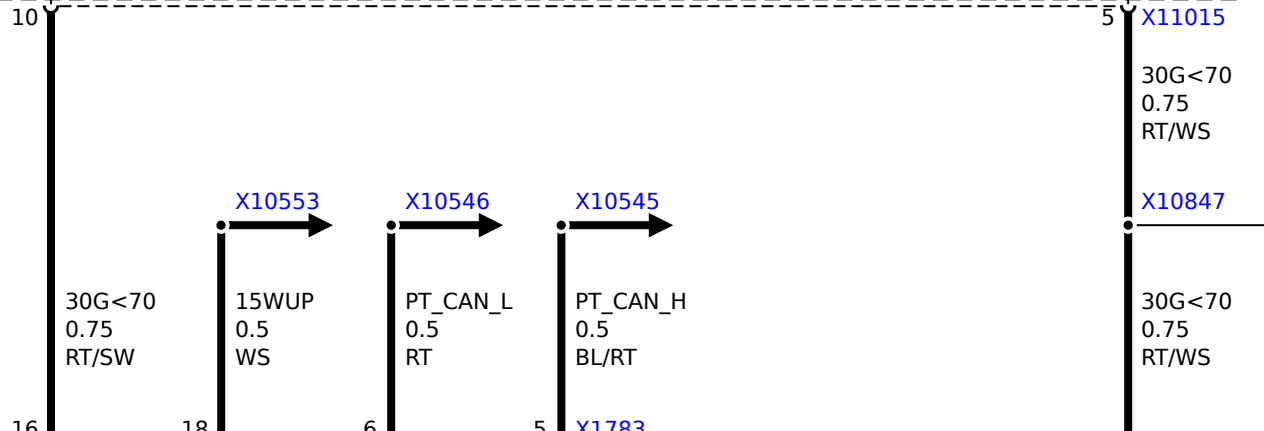 10
5 X11015
30G<70
0.75
RT/WS
X10553
X10546
X10545
X10847
30G<70
0.75
RT/SW
15WUP
0.5
WS
PT_CAN_L
0.5
RT
PT_CAN_H
0.5
BL/RT
30G<70
0.75
RT/WS
16
18
6
5 X1783